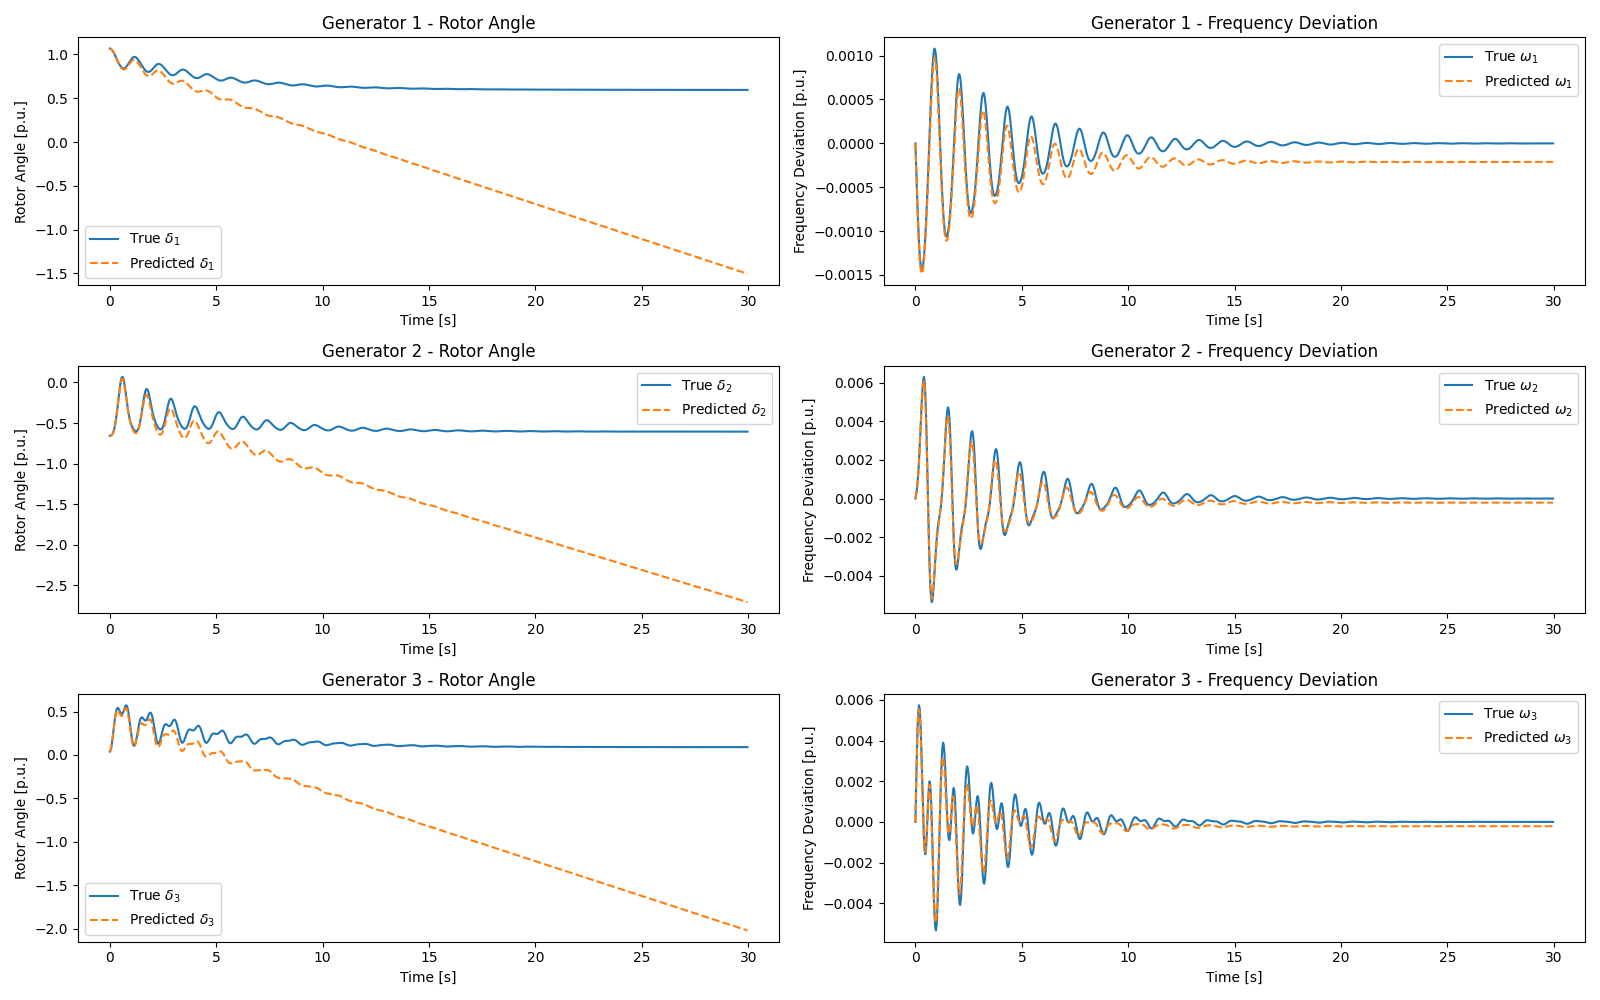 Generator 1 - Rotor Angle
Rotor Angle [p.u.]
1.0
0.5
0.0
−0.5
−1.0
−1.5
True δ1
Predicted δ1
0 5 10 15 20 25 30
Time [s]
Generator 1 - Frequency Deviation
Frequency Deviation [p.u.]
0.0010
0.0005
0.0000
−0.0005
−0.0010
−0.0015
True ω1
Predicted ω1
0 5 10 15 20 25 30
Time [s]
Generator 2 - Rotor Angle
Rotor Angle [p.u.]
0.0
−0.5
−1.0
−1.5
−2.0
−2.5
True δ2
Predicted δ2
0 5 10 15 20 25 30
Time [s]
Generator 2 - Frequency Deviation
Frequency Deviation [p.u.]
0.006
0.004
0.002
0.000
−0.002
−0.004
True ω2
Predicted ω2
0 5 10 15 20 25 30
Time [s]
Generator 3 - Rotor Angle
Rotor Angle [p.u.]
0.5
0.0
−0.5
−1.0
−1.5
−2.0
True δ3
Predicted δ3
0 5 10 15 20 25 30
Time [s]
Generator 3 - Frequency Deviation
Frequency Deviation [p.u.]
0.006
0.004
0.002
0.000
−0.002
−0.004
True ω3
Predicted ω3
0 5 10 15 20 25 30
Time [s]